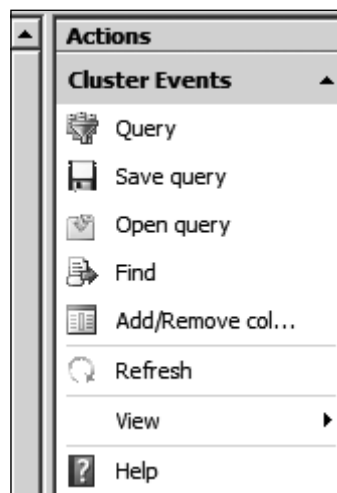 Actions
Cluster Events
Query
Save query
Open query
Find
Add/Remove col...
Refresh
View
Help